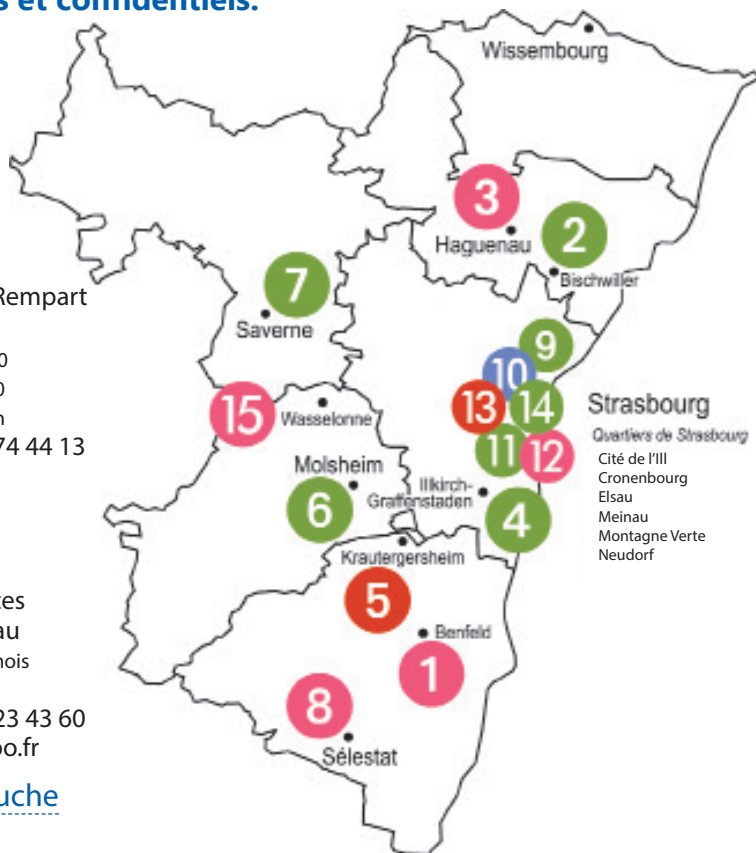 s et confidentiels.
Wissembourg
3
Haguenau
2
Bischwiller
7
Saverne
Rempart
0
0
n
74 44 13
9
10
13
14
Strasbourg
Quartiers de Strasbourg
Cité de l'Ill
Cronenbourg
Elsau
Meinau
Montagne Verte
Neudorf
15
Wasselonne
11
12
Molsheim
6
Illkirch-
Graffenstaden
4
Krautergersheim
5
Benfeld
1
8
Sélestat
es
au
nois
23 43 60
oo.fr
uche